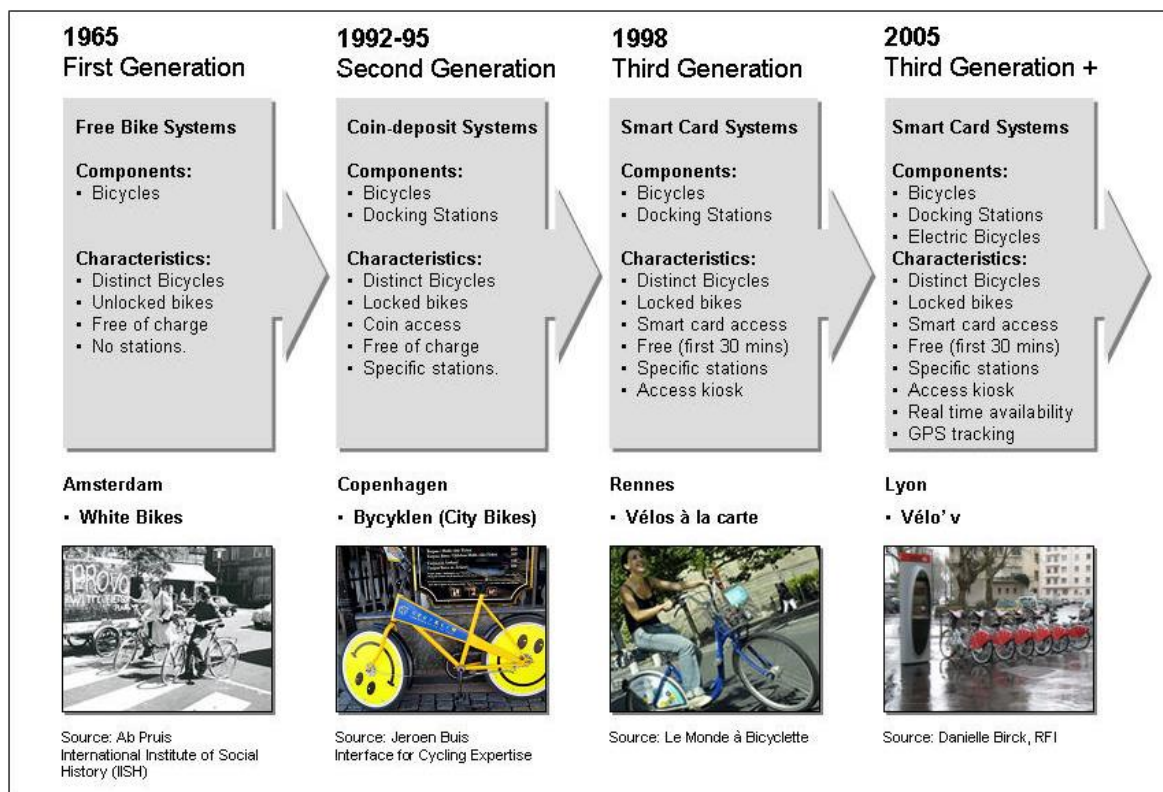 1965
First Generation
Free Bike Systems
Components:
▪ Bicycles
Characteristics:
▪ Distinct Bicycles
▪ Unlocked bikes
▪ Free of charge
▪ No stations.
Amsterdam
▪ White Bikes
PROVO
Source: Ab Pruis
International Institute of Social
History (IISH)
1992-95
Second Generation
Coin-deposit Systems
Components:
▪ Bicycles
▪ Docking Stations
Characteristics:
▪ Distinct Bicycles
▪ Locked bikes
▪ Coin access
▪ Free of charge
▪ Specific stations.
Copenhagen
▪ Bycyklen (City Bikes)
Source: Jeroen Buis
Interface for Cycling Expertise
1998
Third Generation
Smart Card Systems
Components:
▪ Bicycles
▪ Docking Stations
Characteristics:
▪ Distinct Bicycles
▪ Locked bikes
▪ Smart card access
▪ Free (first 30 mins)
▪ Specific stations
▪ Access kiosk
Rennes
▪ Vélos à la carte
Source: Le Monde à Bicyclette
2005
Third Generation +
Smart Card Systems
Components:
▪ Bicycles
▪ Docking Stations
▪ Electric Bicycles
Characteristics:
▪ Distinct Bicycles
▪ Locked bikes
▪ Smart card access
▪ Free (first 30 mins)
▪ Specific stations
▪ Access kiosk
▪ Real time availability
▪ GPS tracking
Lyon
▪ Vélo' v
Source: Danielle Birck, RFI